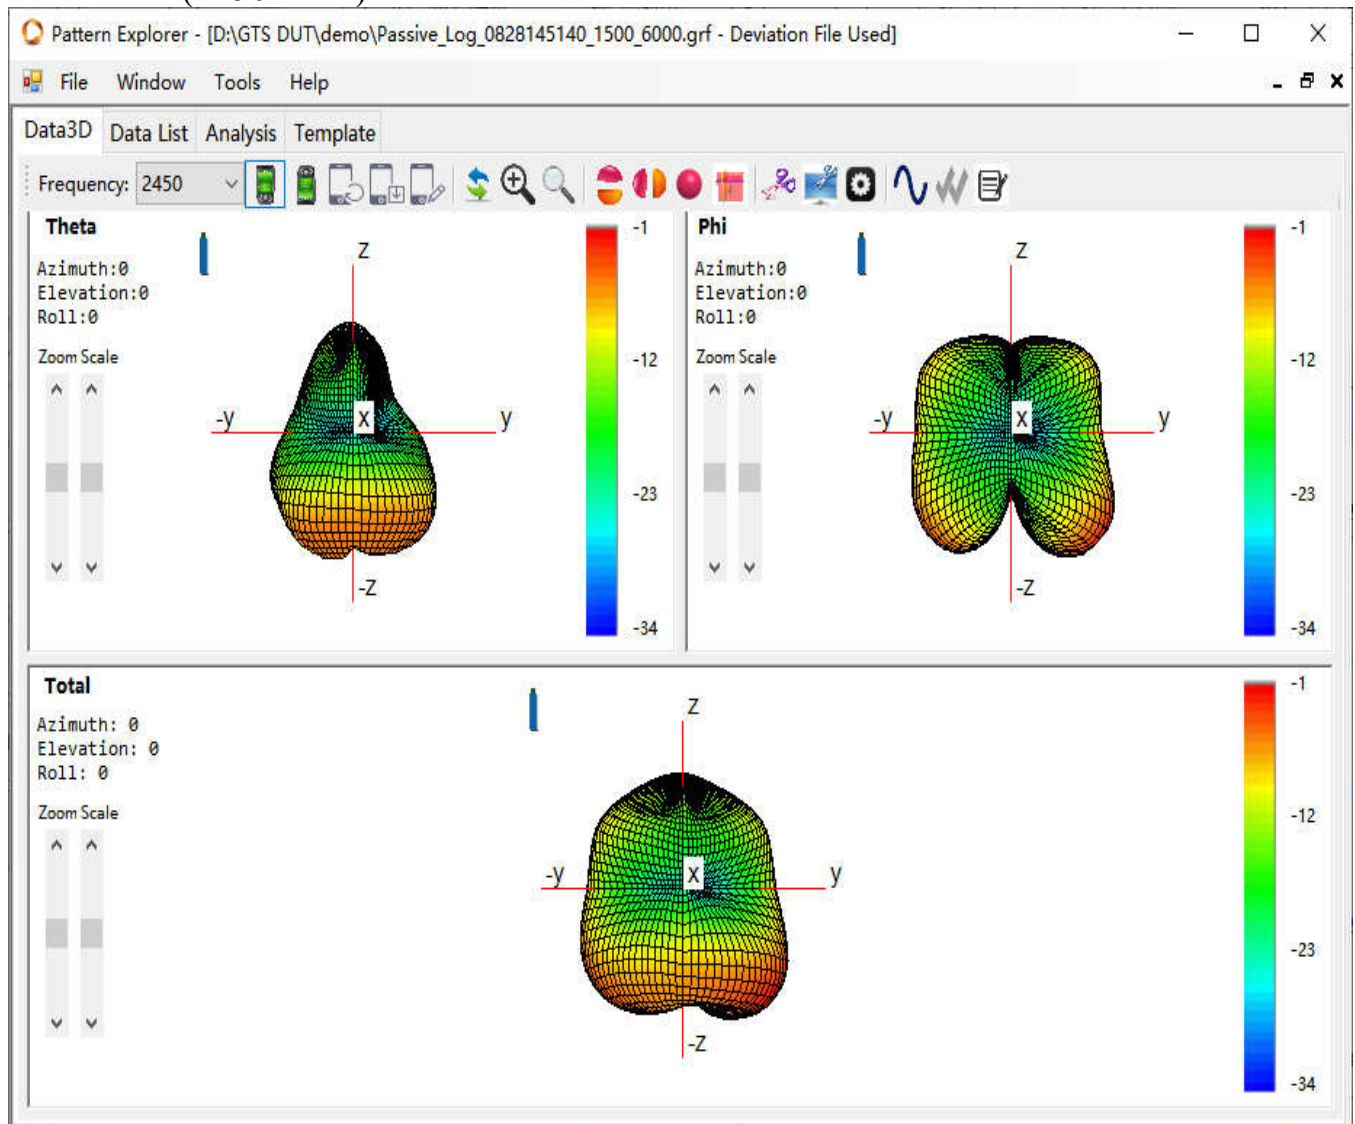 Pattern Explorer - [D:\GTS DUT\demo\Passive_Log_0828145140_1500_6000.grf - Deviation File Used]
File Window Tools Help
Data3D Data List Analysis Template
Frequency: 2450
Theta
Azimuth:0
Elevation:0
Roll:0
Zoom Scale
Z
-y
X
y
-Z
-1
-12
-23
-34
Phi
Azimuth:0
Elevation:0
Roll:0
Zoom Scale
Z
-y
X
y
-Z
-1
-12
-23
-34
Total
Azimuth: 0
Elevation: 0
Roll: 0
Zoom Scale
Z
-y
X
y
-Z
-1
-12
-23
-34